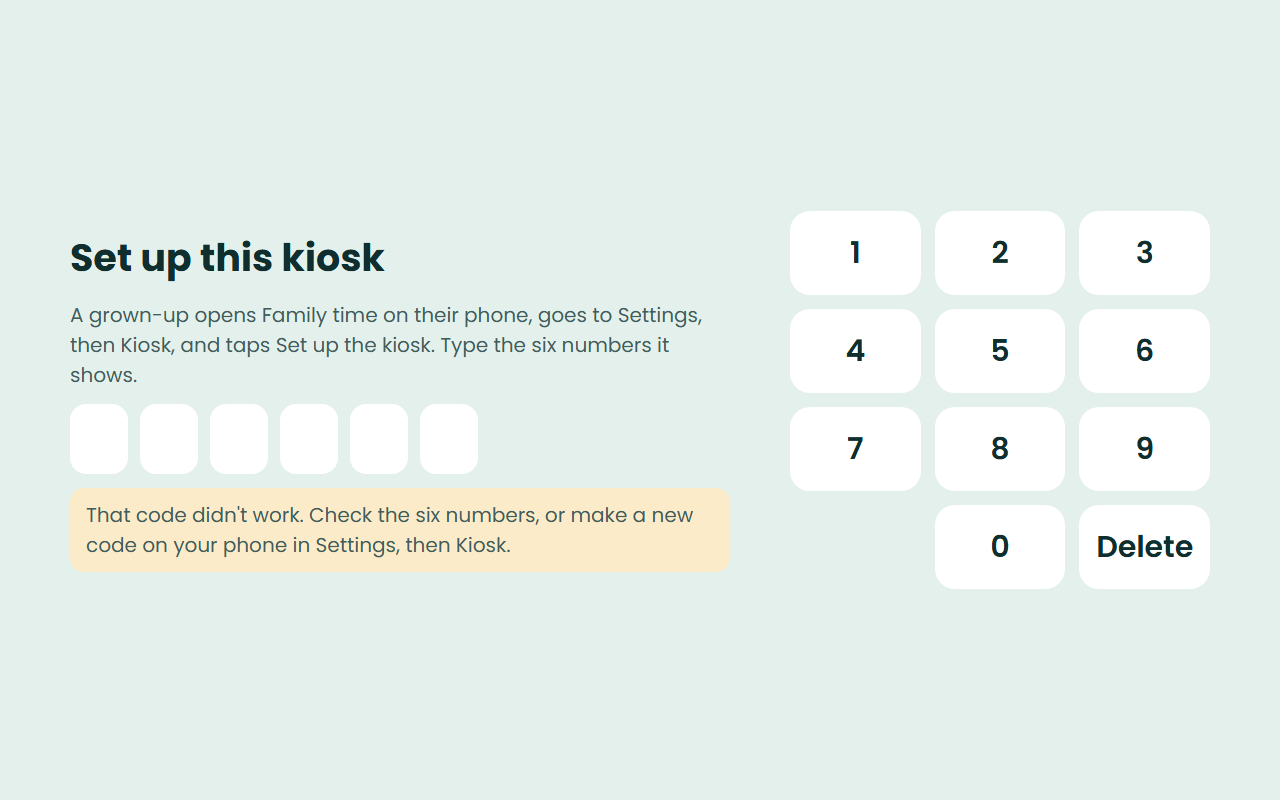 Set up this kiosk
A grown-up opens Family time on their phone, goes to Settings,
then Kiosk, and taps Set up the kiosk. Type the six numbers it
shows.
That code didn't work. Check the six numbers, or make a new
code on your phone in Settings, then Kiosk.
1 2 3
4 5 6
7 8 9
0 Delete